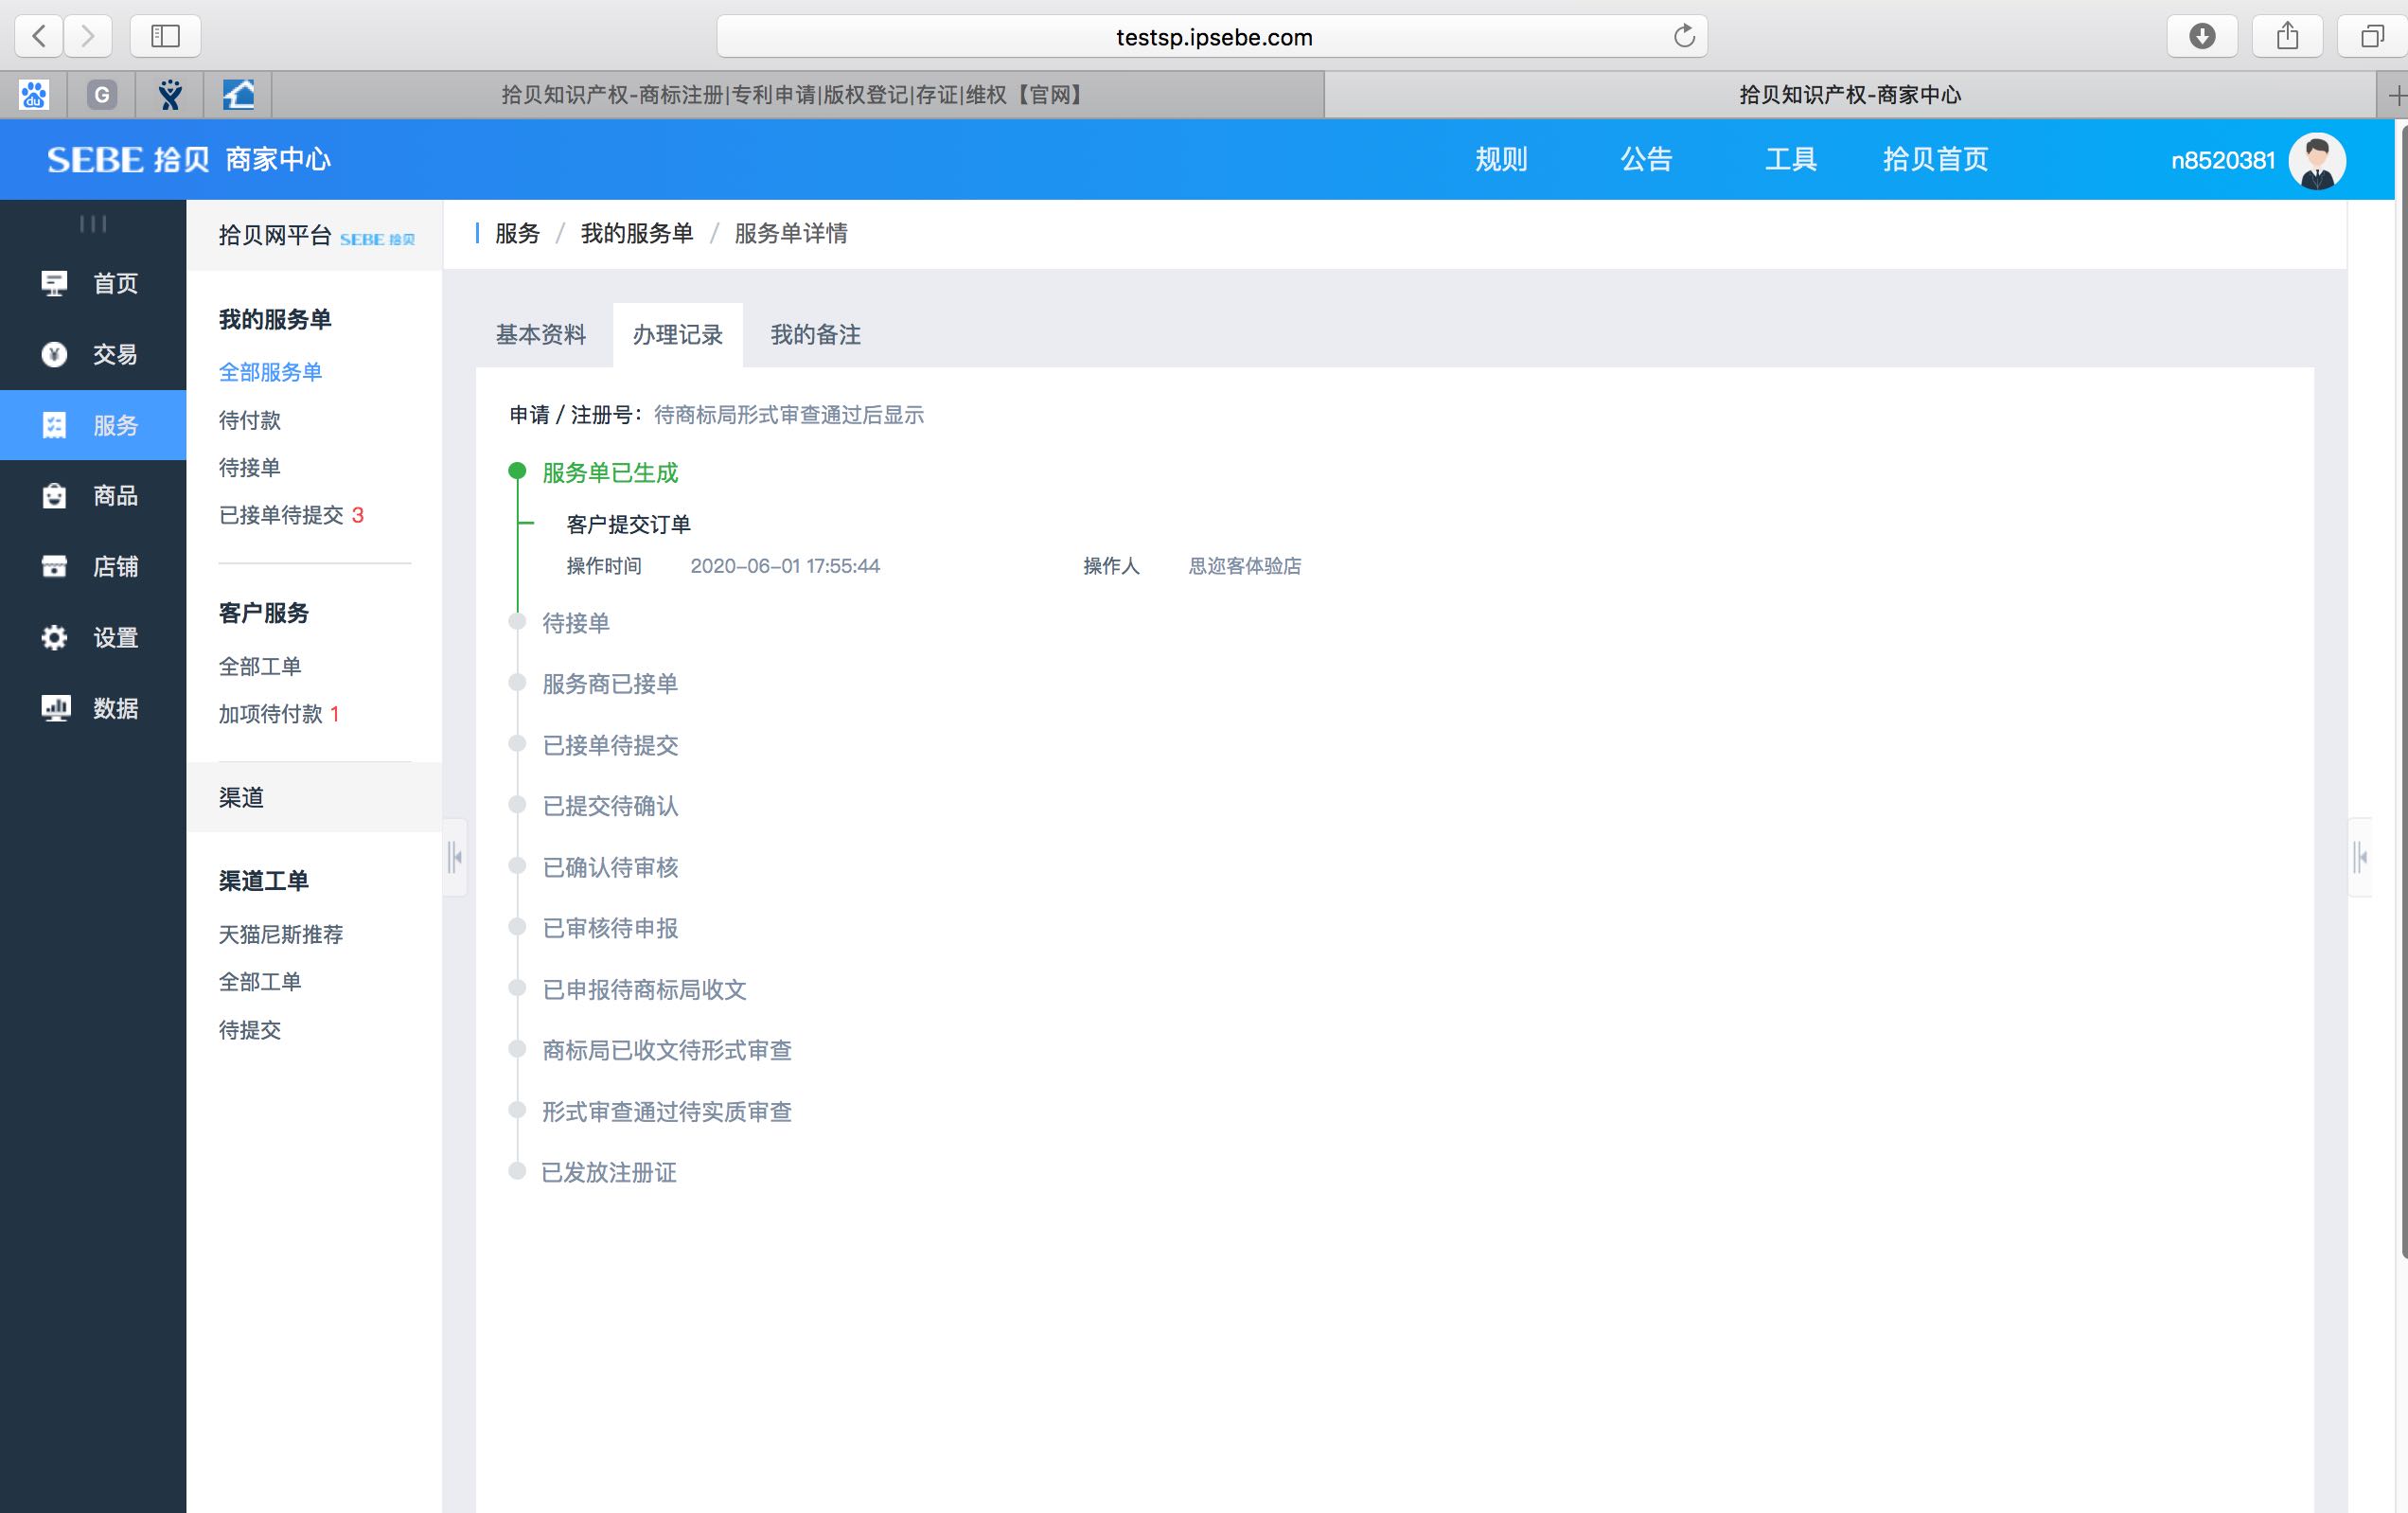 testsp.ipsebe.com
du
G
拾贝知识产权-商标注册|专利申请|版权登记|存证|维权【官网】
拾贝知识产权-商家中心
SEBE 拾贝 商家中心
规则
公告
工具
拾贝首页
n8520381
首页
交易
服务
商品
店铺
设置
数据
拾贝网平台 SEBE 拾贝
我的服务单
全部服务单
待付款
待接单
已接单待提交 3
客户服务
全部工单
加项待付款 1
渠道
渠道工单
天猫尼斯推荐
全部工单
待提交
服务 / 我的服务单 / 服务单详情
基本资料
办理记录
我的备注
申请 / 注册号： 待商标局形式审查通过后显示
服务单已生成
客户提交订单
操作时间 2020-06-01 17:55:44 操作人 思迩客体验店
待接单
服务商已接单
已接单待提交
已提交待确认
已确认待审核
已审核待申报
已申报待商标局收文
商标局已收文待形式审查
形式审查通过待实质审查
已发放注册证